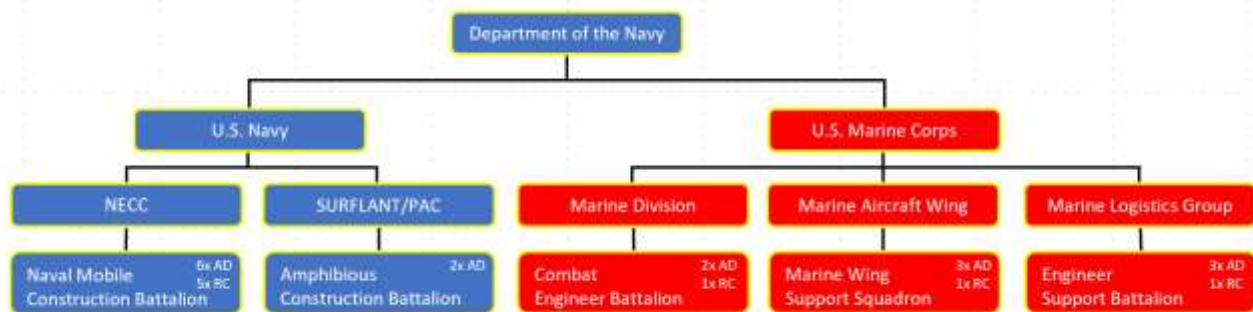 Department of the Navy
U.S. Navy
U.S. Marine Corps
NECC
SURFLANT/PAC
Marine Division
Marine Aircraft Wing
Marine Logistics Group
Naval Mobile
Construction Battalion
6x AD
5x RC
Amphibious
Construction Battalion
2x AD
Combat
Engineer Battalion
2x AD
1x RC
Marine Wing
Support Squadron
3x AD
1x RC
Engineer
Support Battalion
3x AD
1x RC